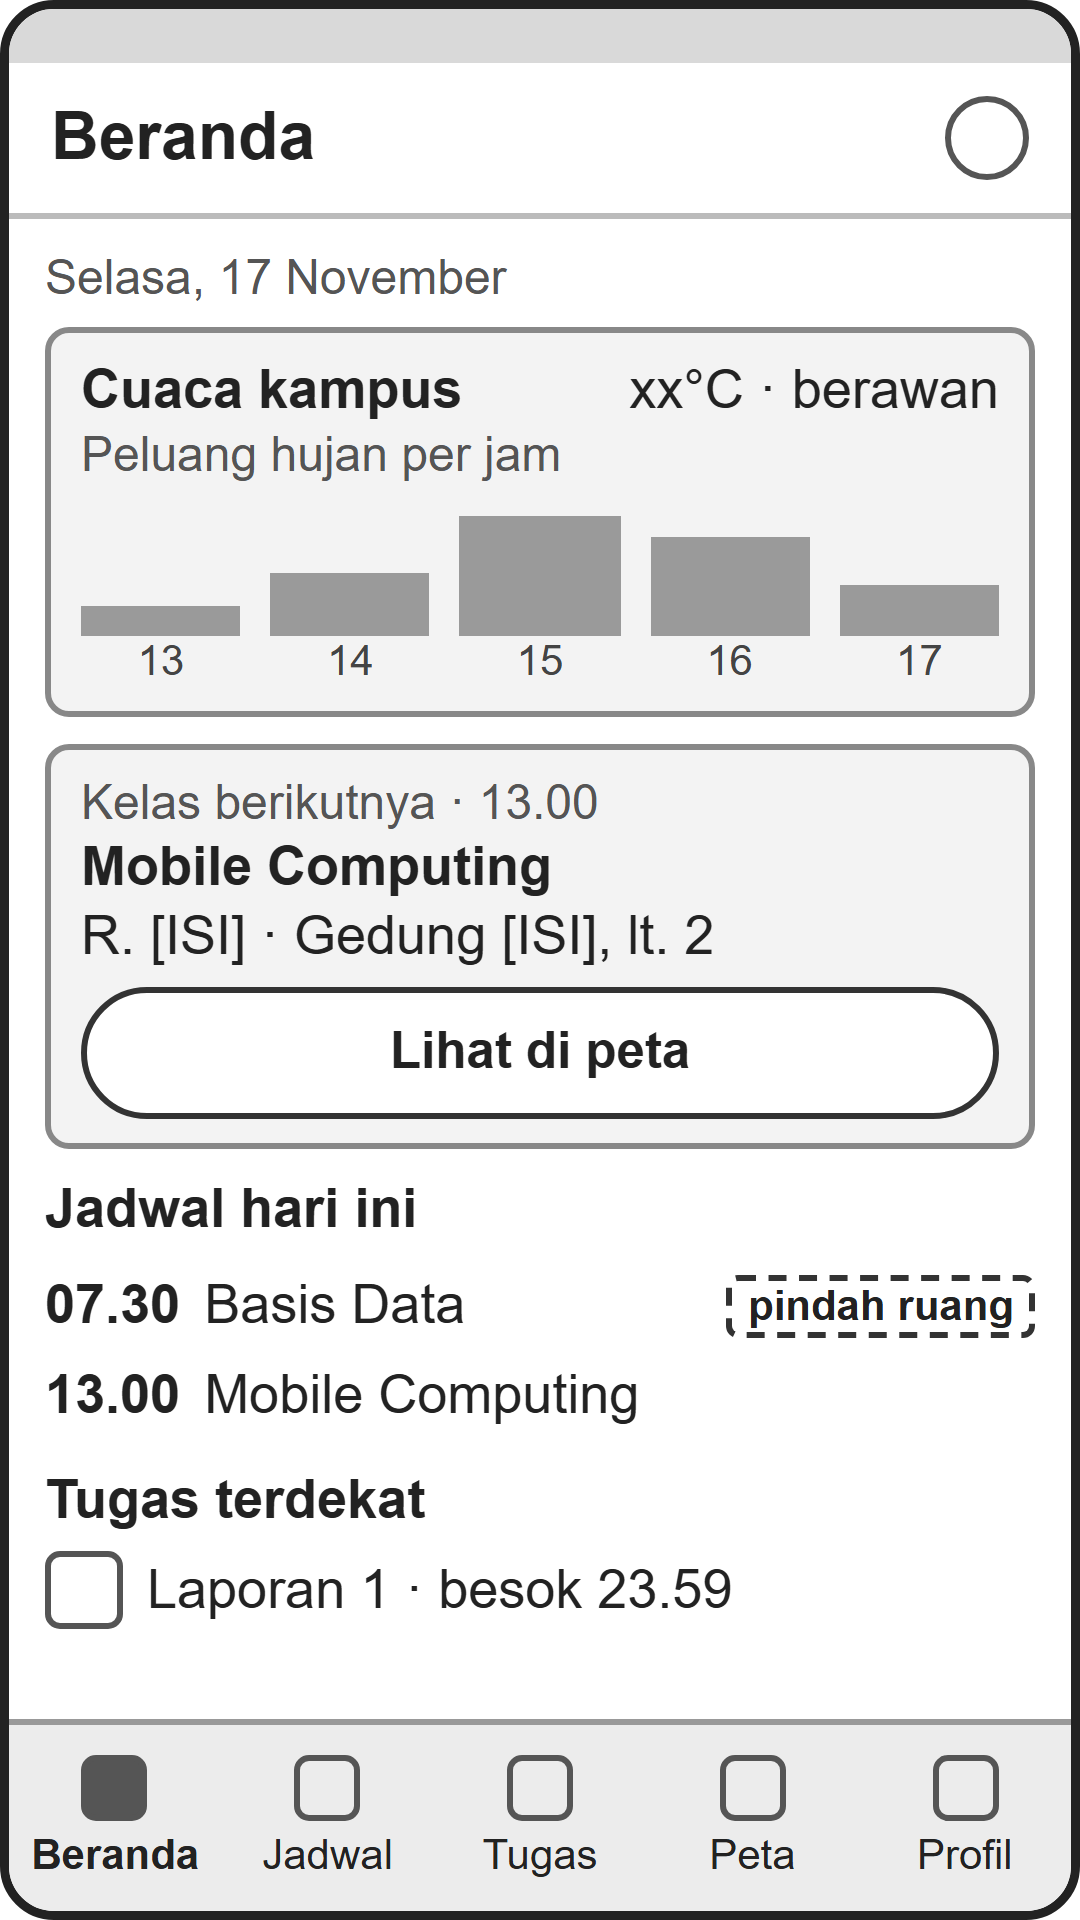 Beranda
Selasa, 17 November
Cuaca kampus xx°C · berawan
Peluang hujan per jam
13 14 15 16 17
Kelas berikutnya · 13.00
Mobile Computing
R. [ISI] · Gedung [ISI], lt. 2
Lihat di peta
Jadwal hari ini
07.30 Basis Data pindah ruang
13.00 Mobile Computing
Tugas terdekat
Laporan 1 · besok 23.59
Beranda Jadwal Tugas Peta Profil